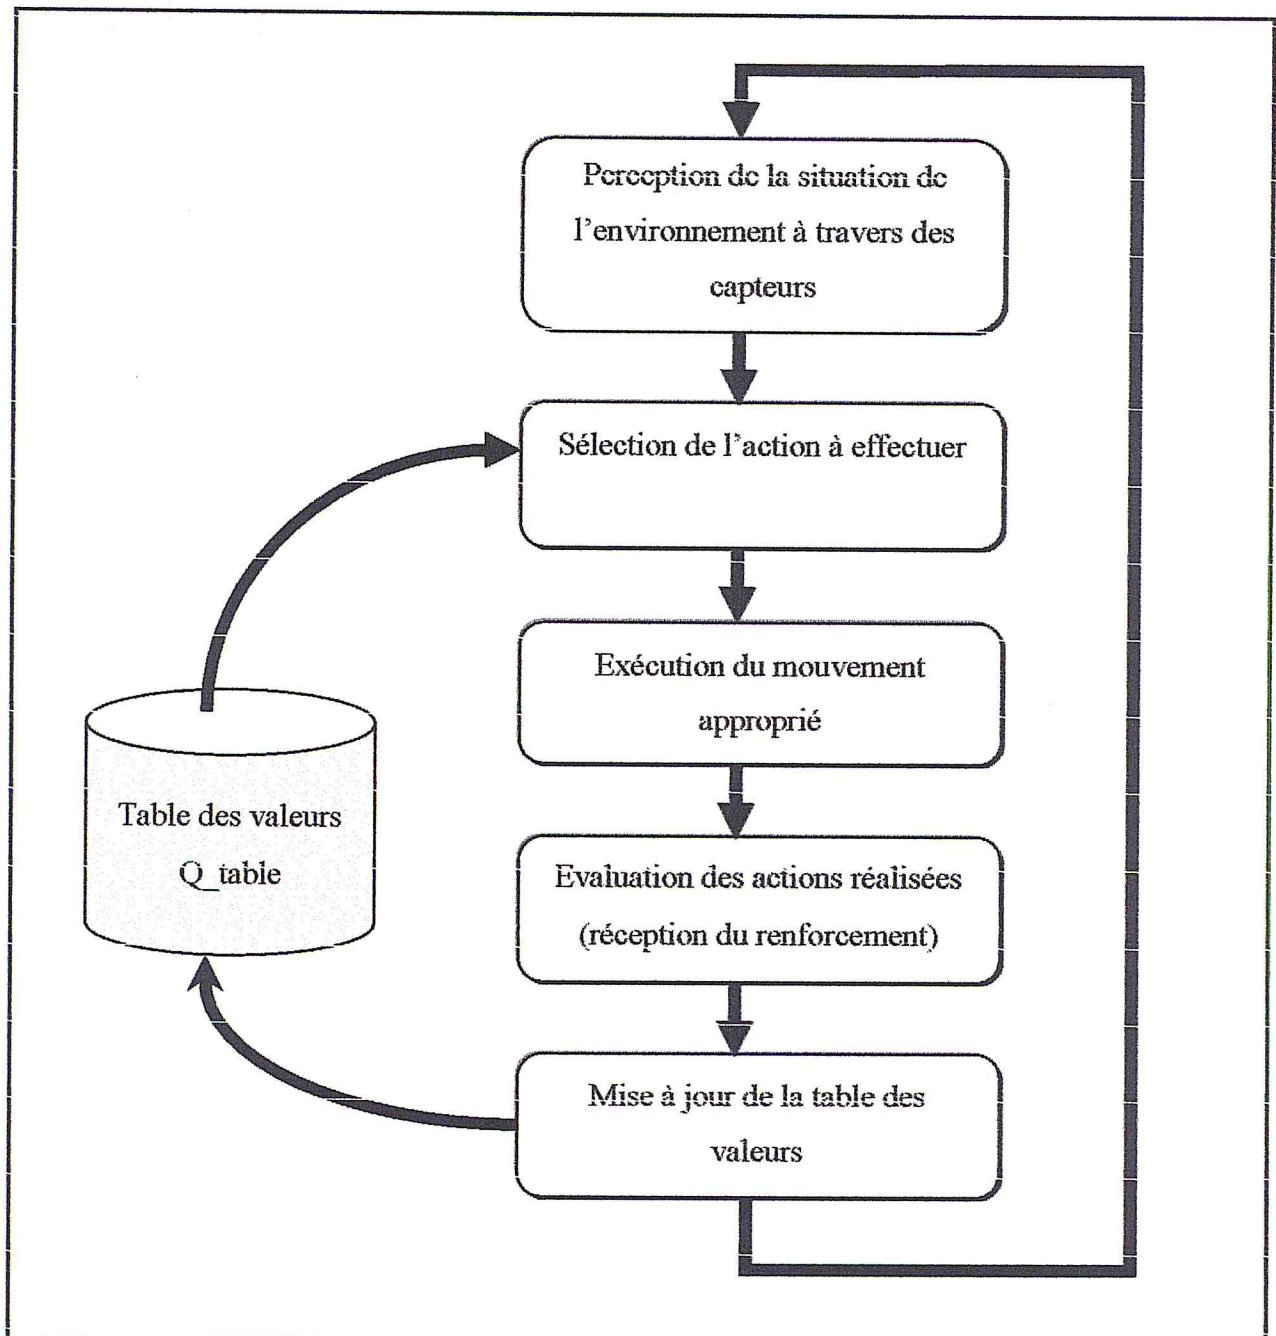 Perception de la situation de
l'environnement à travers des
capteurs
Sélection de l'action à effectuer
Exécution du mouvement
approprié
Table des valeurs
Q_table
Evaluation des actions réalisées
(réception du renforcement)
Mise à jour de la table des
valeurs